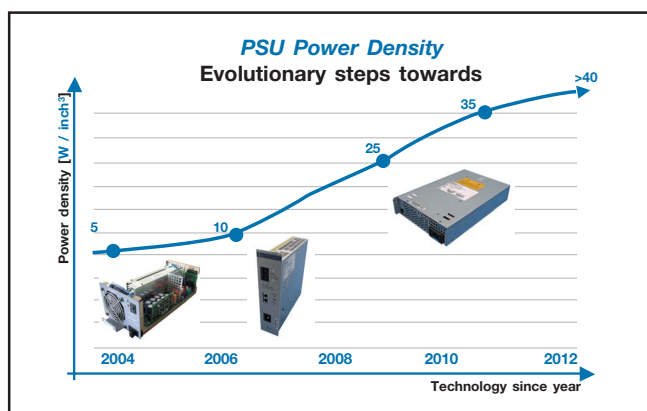 PSU Power Density
Evolutionary steps towards
>40
35
25
10
5
Power density [W / inch³]
2004 2006 2008 2010 2012
Technology since year